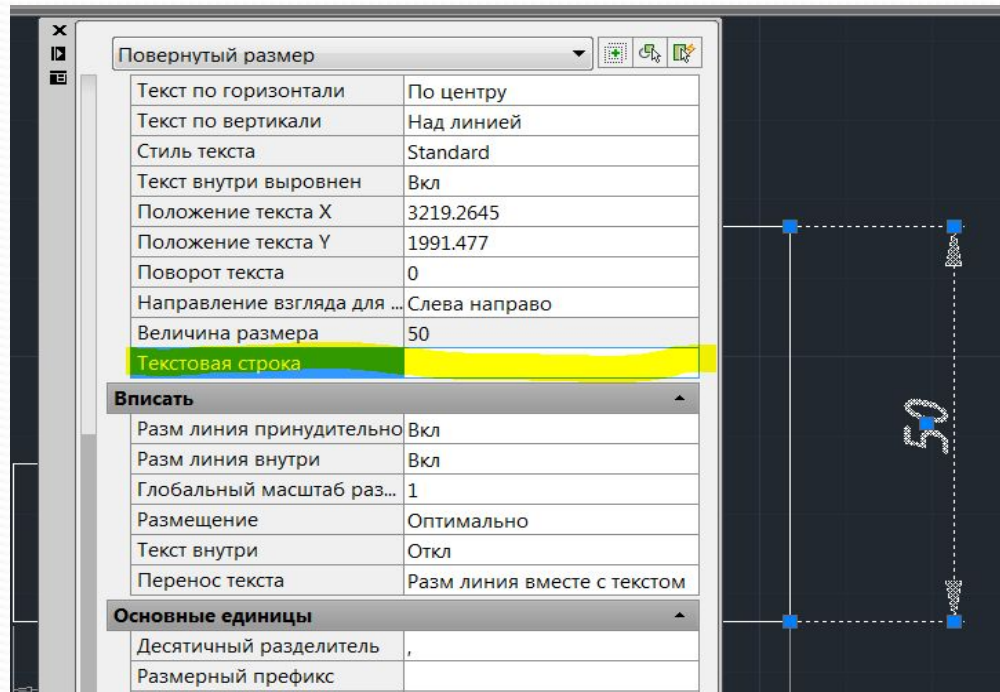 Повернутый размер
Текст по горизонтали По центру
Текст по вертикали Над линией
Стиль текста Standard
Текст внутри выровнен Вкл
Положение текста X 3219.2645
Положение текста Y 1991.477
Поворот текста 0
Направление взгляда для ... Слева направо
Величина размера 50
Текстовая строка
Вписать
Разм линия принудительно Вкл
Разм линия внутри Вкл
Глобальный масштаб раз... 1
Размещение Оптимально
Текст внутри Откл
Перенос текста Разм линия вместе с текстом
Основные единицы
Десятичный разделитель ,
Размерный префикс
50